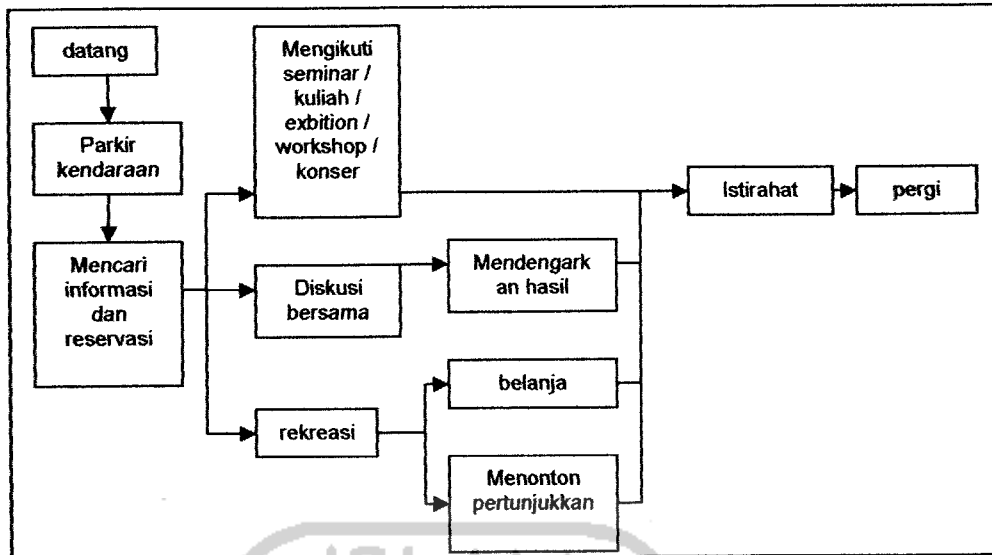 datang
Parkir
kendaraan
Mencari
informasi
dan
reservasi
Mengikuti
seminar /
kuliah /
exbition /
workshop /
konser
Diskusi
bersama
Mendengark
an hasil
rekreasi
belanja
Menonton
pertunjukkan
Istirahat
pergi